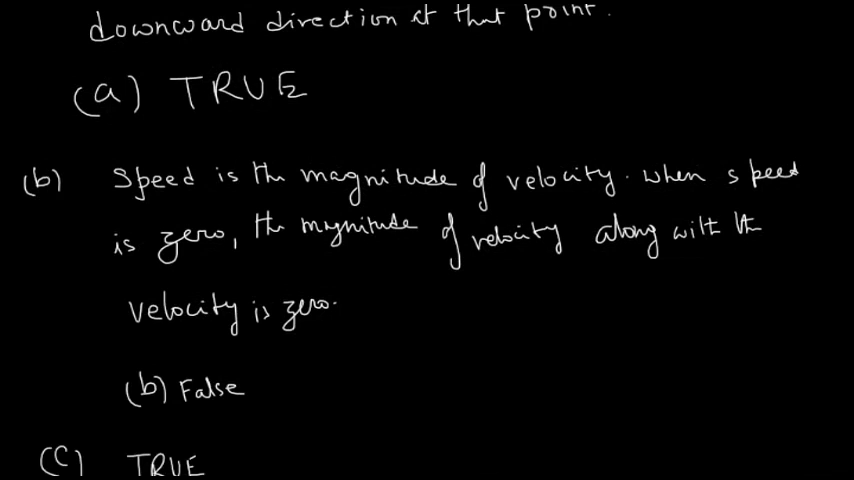 downward direction at that point.
(a) TRUE
(b) Speed is the magnitude of velocity. when speed
is zero, the magnitude of velocity along with the
velocity is zero.
(b) False
(c) TRUE